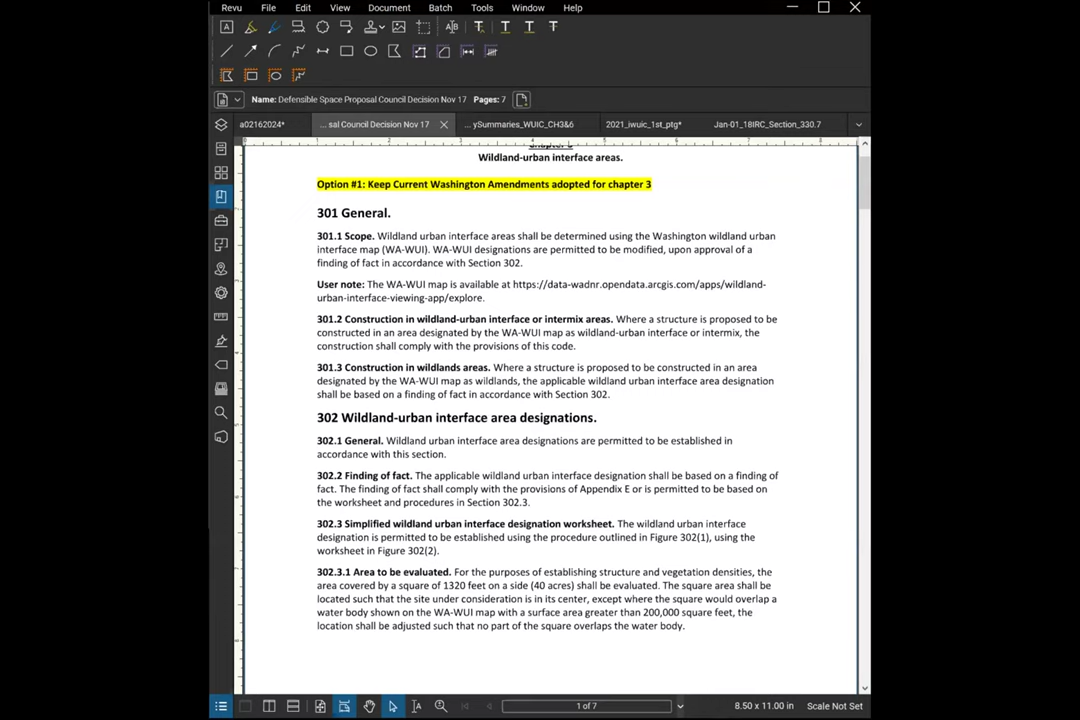 Revu File Edit View Document Batch Tools Window Help
Name: Defensible Space Proposal Council Decision Nov 17 Pages: 7
a02162024* ... sal Council Decision Nov 17 ... ySummaries_WUIC_CH3&6 2021_iwuic_1st_ptg* Jan-01_18IRC_Section_330.7
Wildland-urban interface areas.
Option #1: Keep Current Washington Amendments adopted for chapter 3
301 General.
301.1 Scope. Wildland urban interface areas shall be determined using the Washington wildland urban
interface map (WA-WUI). WA-WUI designations are permitted to be modified, upon approval of a
finding of fact in accordance with Section 302.
User note: The WA-WUI map is available at https://data-wadnr.opendata.arcgis.com/apps/wildland-
urban-interface-viewing-app/explore.
301.2 Construction in wildland-urban interface or intermix areas. Where a structure is proposed to be
constructed in an area designated by the WA-WUI map as wildland-urban interface or intermix, the
construction shall comply with the provisions of this code.
301.3 Construction in wildlands areas. Where a structure is proposed to be constructed in an area
designated by the WA-WUI map as wildlands, the applicable wildland urban interface area designation
shall be based on a finding of fact in accordance with Section 302.
302 Wildland-urban interface area designations.
302.1 General. Wildland urban interface area designations are permitted to be established in
accordance with this section.
302.2 Finding of fact. The applicable wildland urban interface designation shall be based on a finding of
fact. The finding of fact shall comply with the provisions of Appendix E or is permitted to be based on
the worksheet and procedures in Section 302.3.
302.3 Simplified wildland urban interface designation worksheet. The wildland urban interface
designation is permitted to be established using the procedure outlined in Figure 302(1), using the
worksheet in Figure 302(2).
302.3.1 Area to be evaluated. For the purposes of establishing structure and vegetation densities, the
area covered by a square of 1320 feet on a side (40 acres) shall be evaluated. The square area shall be
located such that the site under consideration is in its center, except where the square would overlap a
water body shown on the WA-WUI map with a surface area greater than 200,000 square feet, the
location shall be adjusted such that no part of the square overlaps the water body.
1 of 7 8.50 x 11.00 in Scale Not Set